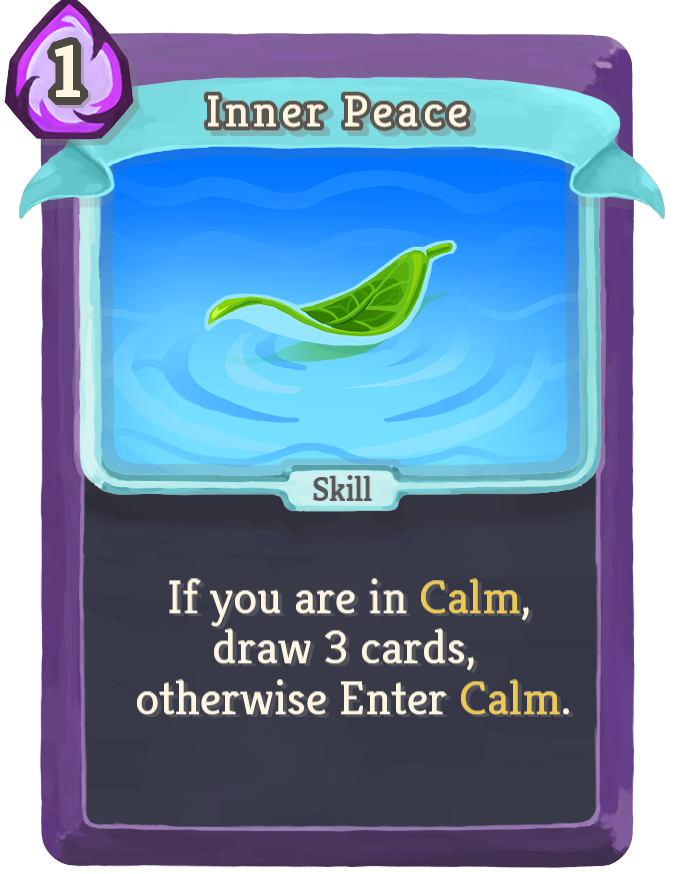 1
Inner Peace
Skill
If you are in Calm,
draw 3 cards,
otherwise Enter Calm.